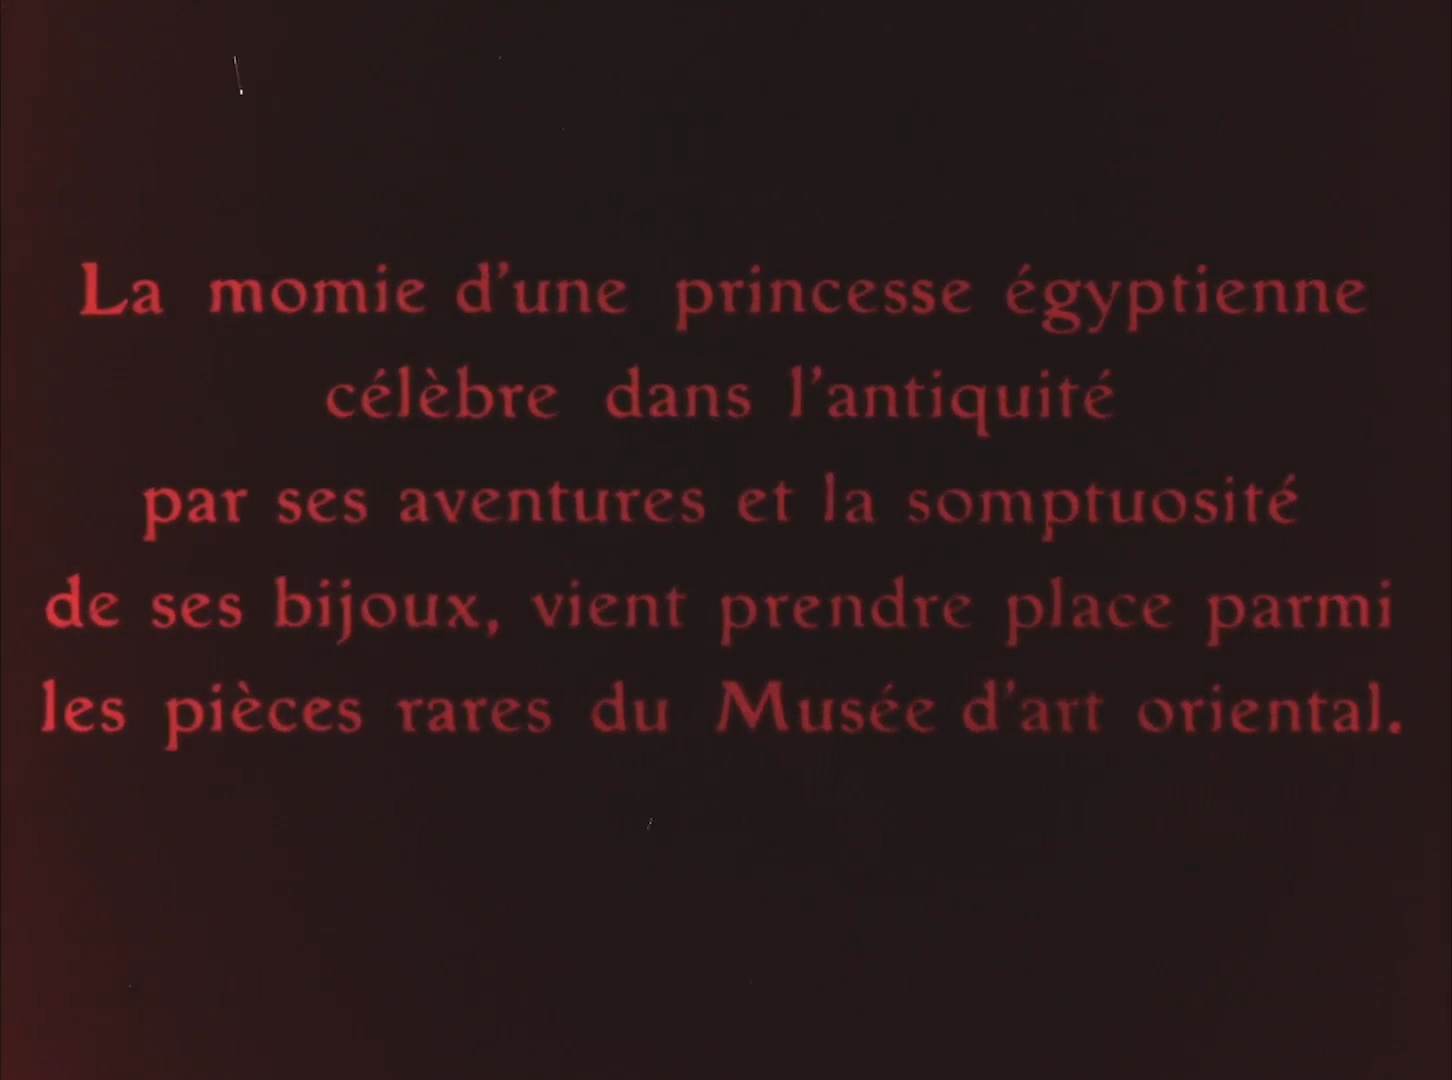 La momie d'une princesse égyptienne
célèbre dans l'antiquité
par ses aventures et la somptuosité
de ses bijoux, vient prendre place parmi
les pièces rares du Musée d'art oriental.